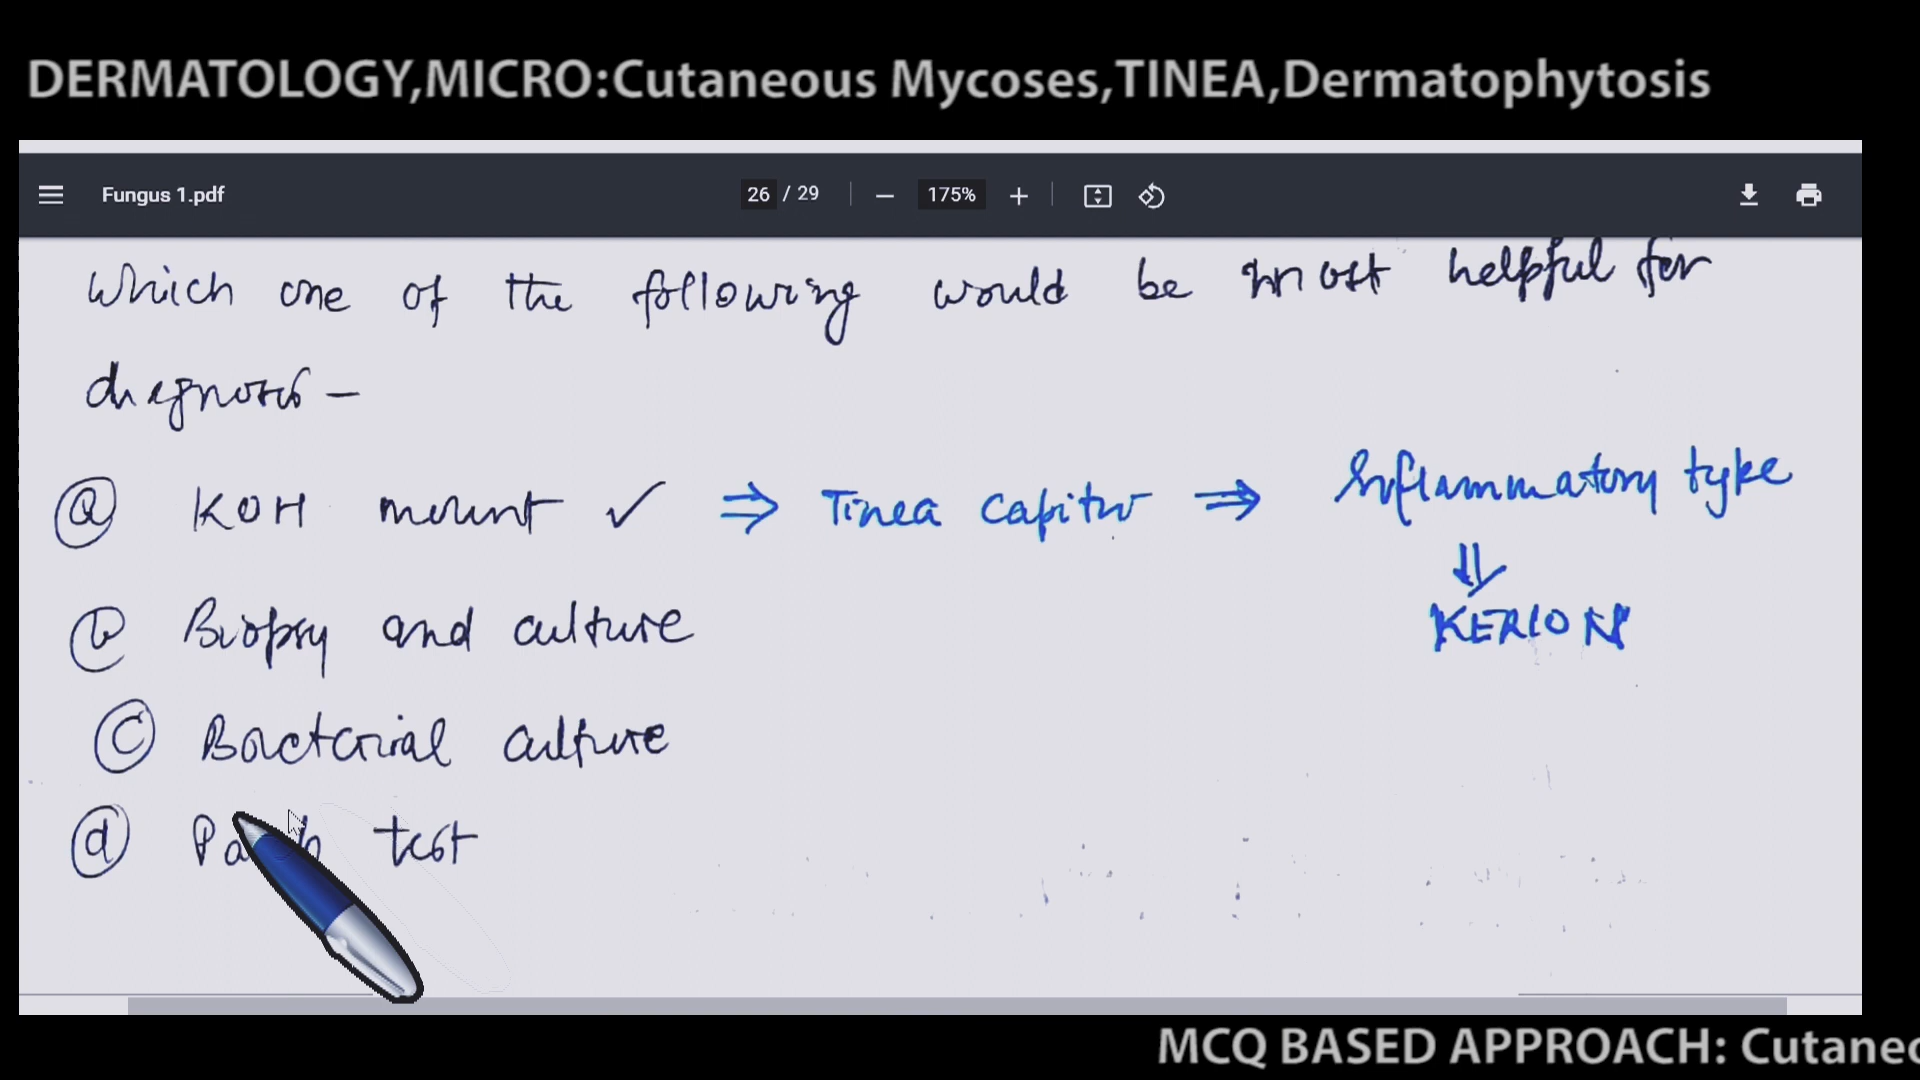 DERMATOLOGY,MICRO:Cutaneous Mycoses,TINEA,Dermatophytosis
Fungus 1.pdf 26 / 29 175%
Which one of the following would be most helpful for
diagnosis -
(a) KOH mount ✓ ⇒ Tinea capitis ⇒ Inflammatory type
⇓
KERION
(b) Biopsy and culture
(c) Bacterial culture
(d) test
MCQ BASED APPROACH: Cutaneo